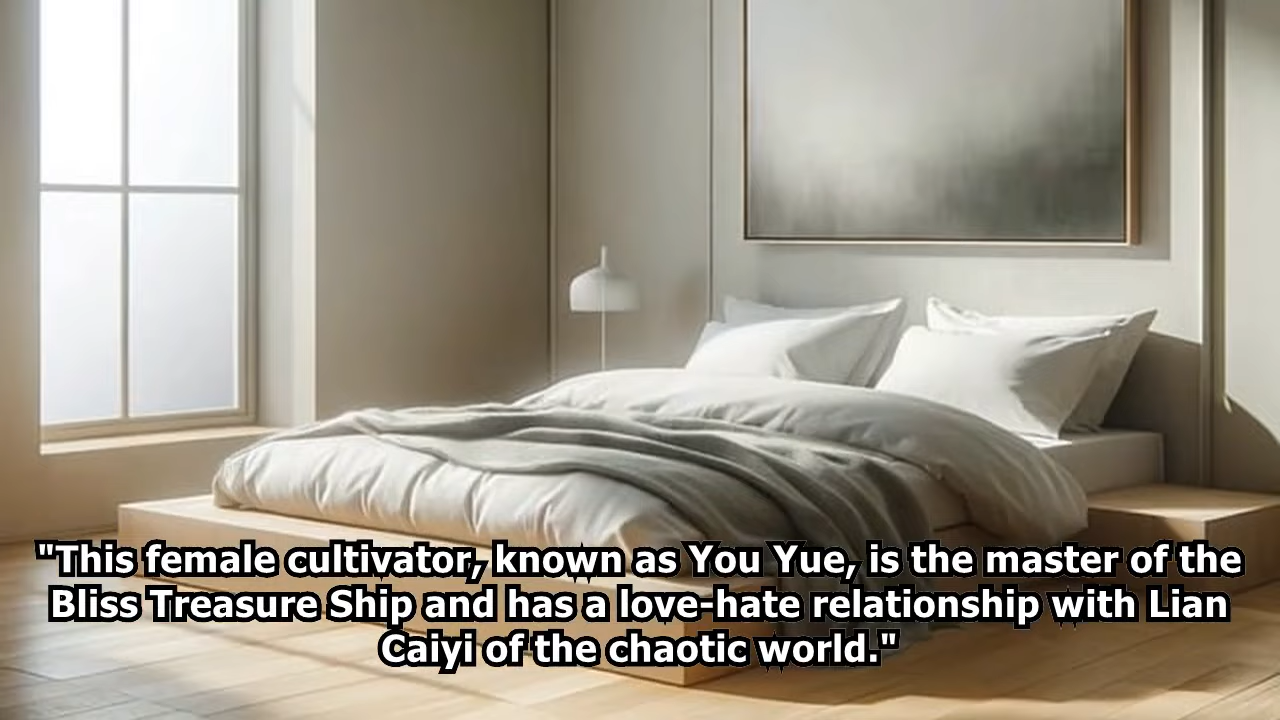 "This female cultivator, known as You Yue, is the master of the
Bliss Treasure Ship and has a love-hate relationship with Lian
Caiyi of the chaotic world."